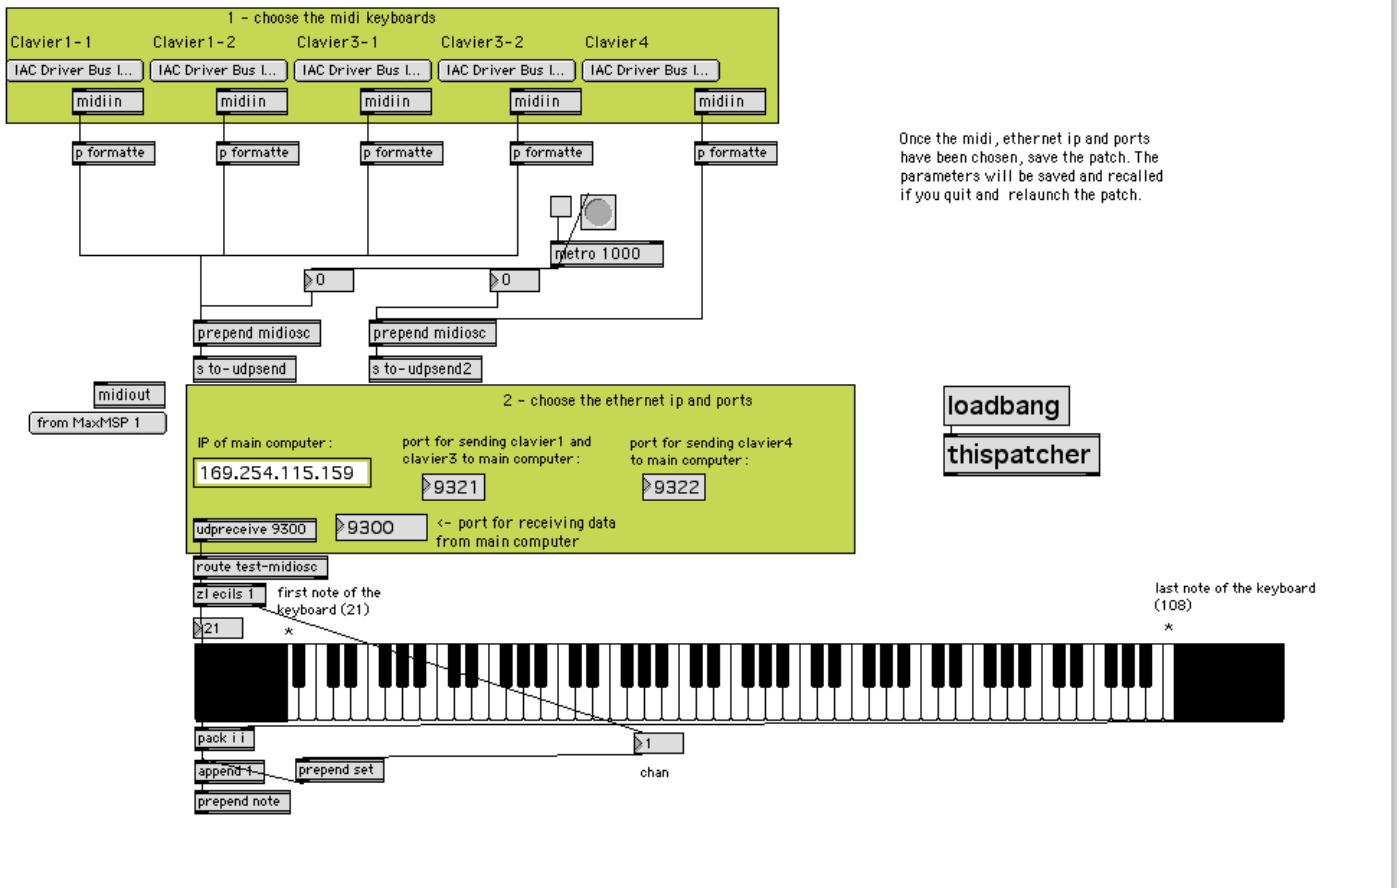 1 - choose the midi keyboards
Clavier1-1 Clavier1-2 Clavier3-1 Clavier3-2 Clavier4
IAC Driver Bus I... IAC Driver Bus I... IAC Driver Bus I... IAC Driver Bus I... IAC Driver Bus I...
midiin midiin midiin midiin midiin
p formatte p formatte p formatte p formatte p formatte
Once the midi, ethernet ip and ports
have been chosen, save the patch. The
parameters will be saved and recalled
if you quit and relaunch the patch.
metro 1000
0 0
prepend midiosc prepend midiosc
s to-udpsend s to-udpsend2
midiout
from MaxMSP 1
2 - choose the ethernet ip and ports
IP of main computer:
169.254.115.159
port for sending clavier1 and
clavier3 to main computer:
9321
port for sending clavier4
to main computer:
9322
udpreceive 9300
9300
<- port for receiving data
from main computer
loadbang
thispatcher
route test-midiosc
zl ecils 1
first note of the
keyboard (21)
*
21
last note of the keyboard
(108)
*
pack i i
1
chan
append 1
prepend set
prepend note